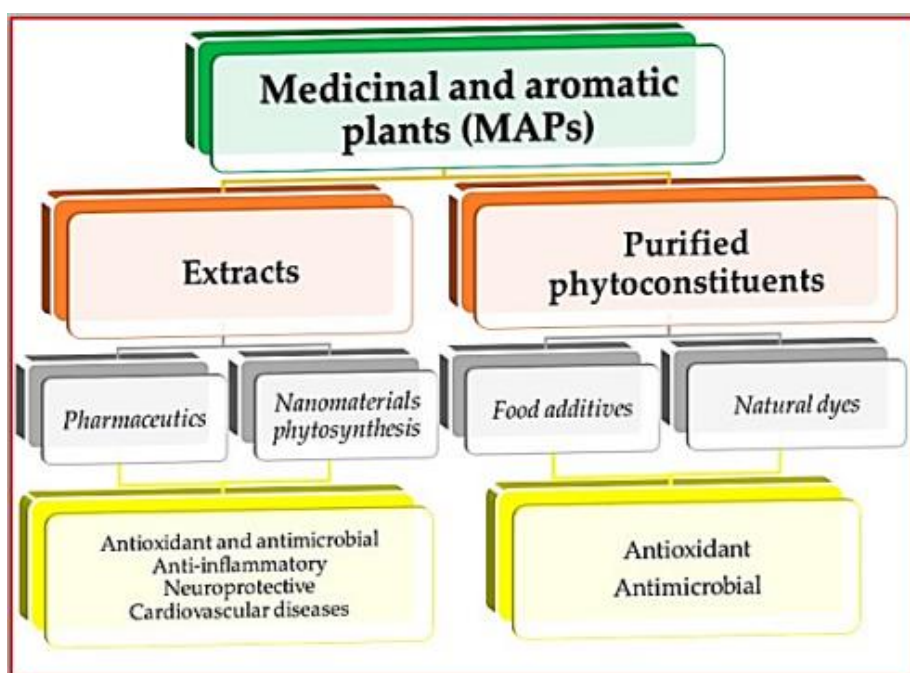 Medicinal and aromatic
plants (MAPs)
Extracts
Purified
phytoconstituents
Pharmaceutics
Nanomaterials
phytosynthesis
Food additives
Natural dyes
Antioxidant and antimicrobial
Anti-inflammatory
Neuroprotective
Cardiovascular diseases
Antioxidant
Antimicrobial